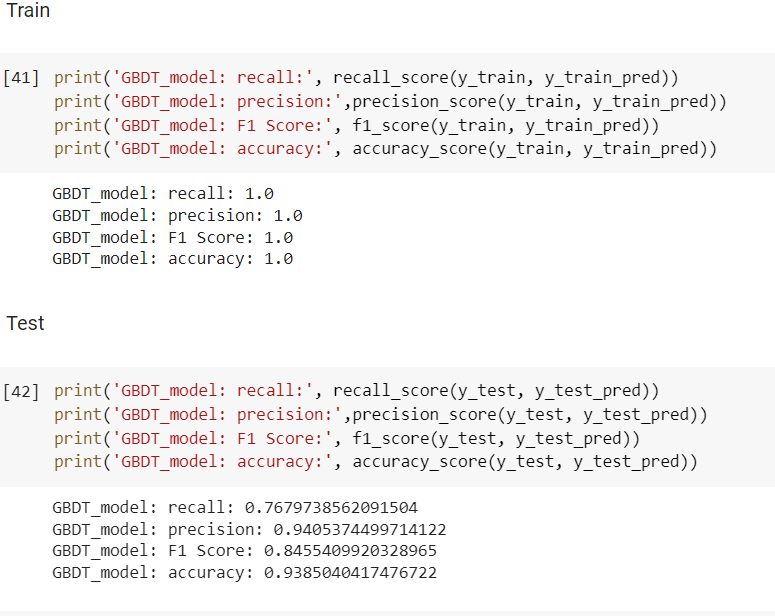 Train
[41] print('GBDT_model: recall:', recall_score(y_train, y_train_pred))
print('GBDT_model: precision:',precision_score(y_train, y_train_pred))
print('GBDT_model: F1 Score:', f1_score(y_train, y_train_pred))
print('GBDT_model: accuracy:', accuracy_score(y_train, y_train_pred))
GBDT_model: recall: 1.0
GBDT_model: precision: 1.0
GBDT_model: F1 Score: 1.0
GBDT_model: accuracy: 1.0
Test
[42] print('GBDT_model: recall:', recall_score(y_test, y_test_pred))
print('GBDT_model: precision:',precision_score(y_test, y_test_pred))
print('GBDT_model: F1 Score:', f1_score(y_test, y_test_pred))
print('GBDT_model: accuracy:', accuracy_score(y_test, y_test_pred))
GBDT_model: recall: 0.7679738562091504
GBDT_model: precision: 0.9405374499714122
GBDT_model: F1 Score: 0.8455409920328965
GBDT_model: accuracy: 0.9385040417476722